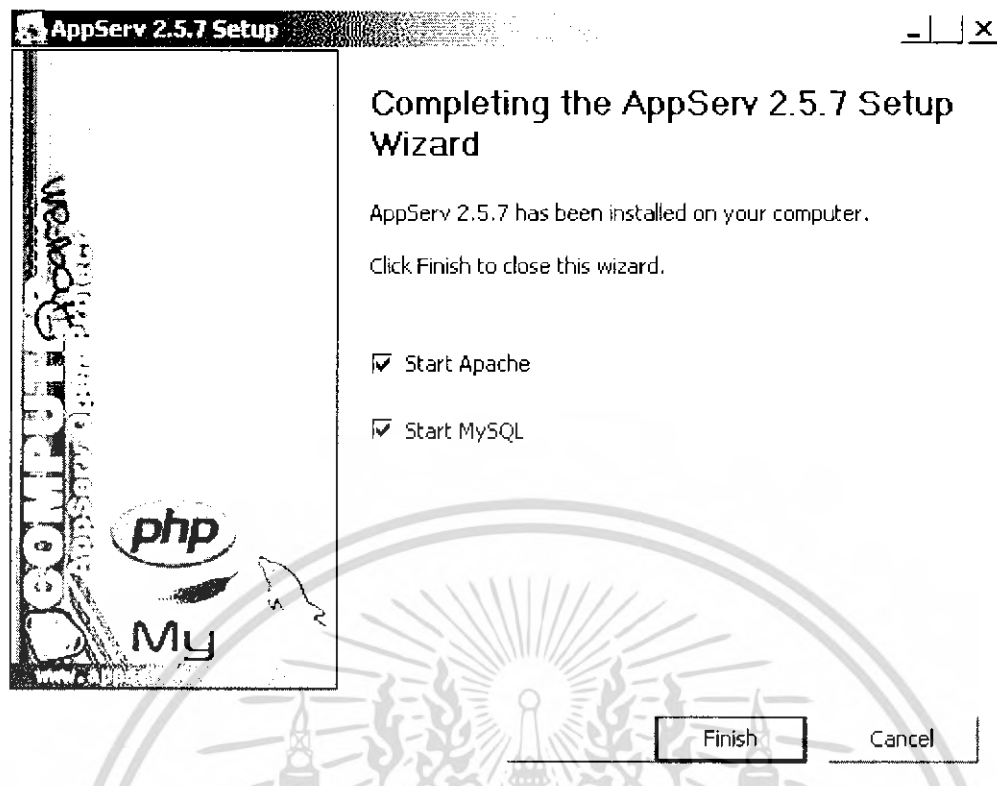 AppServ 2.5.7 Setup
Completing the AppServ 2.5.7 Setup
Wizard
AppServ 2.5.7 has been installed on your computer.
Click Finish to close this wizard.
Start Apache
Start MySQL
php
My
Finish
Cancel